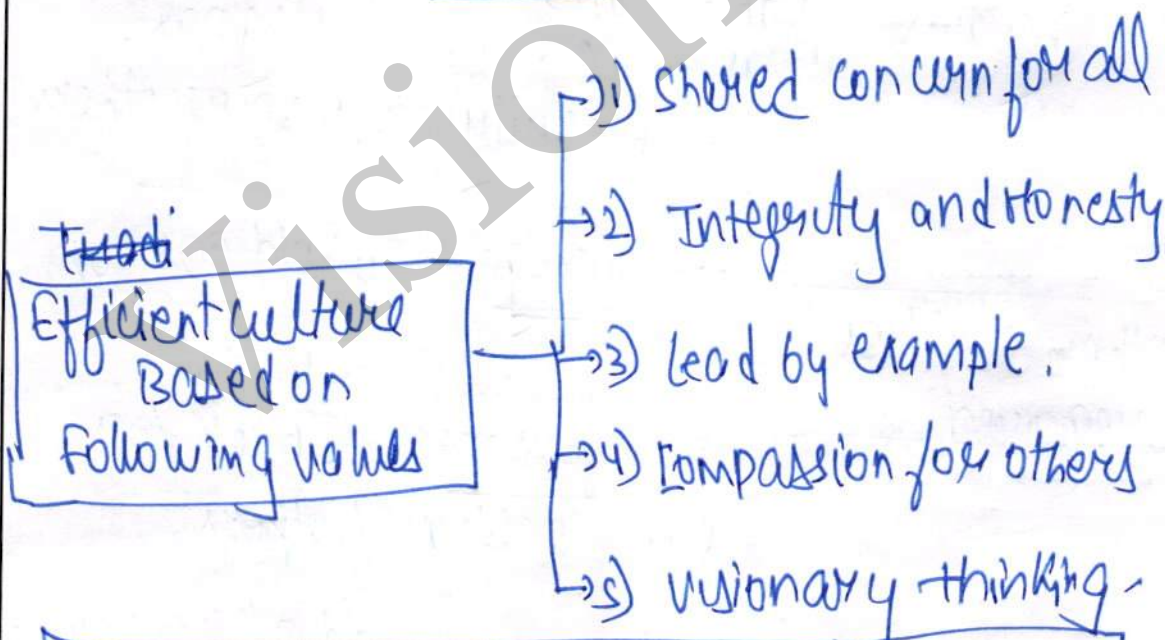 1) Shared concern for all
2) Integrity and Honesty
Efficient culture
Based on
Following values
3) Lead by example.
4) Compassion for others
5) Visionary thinking.
Vision